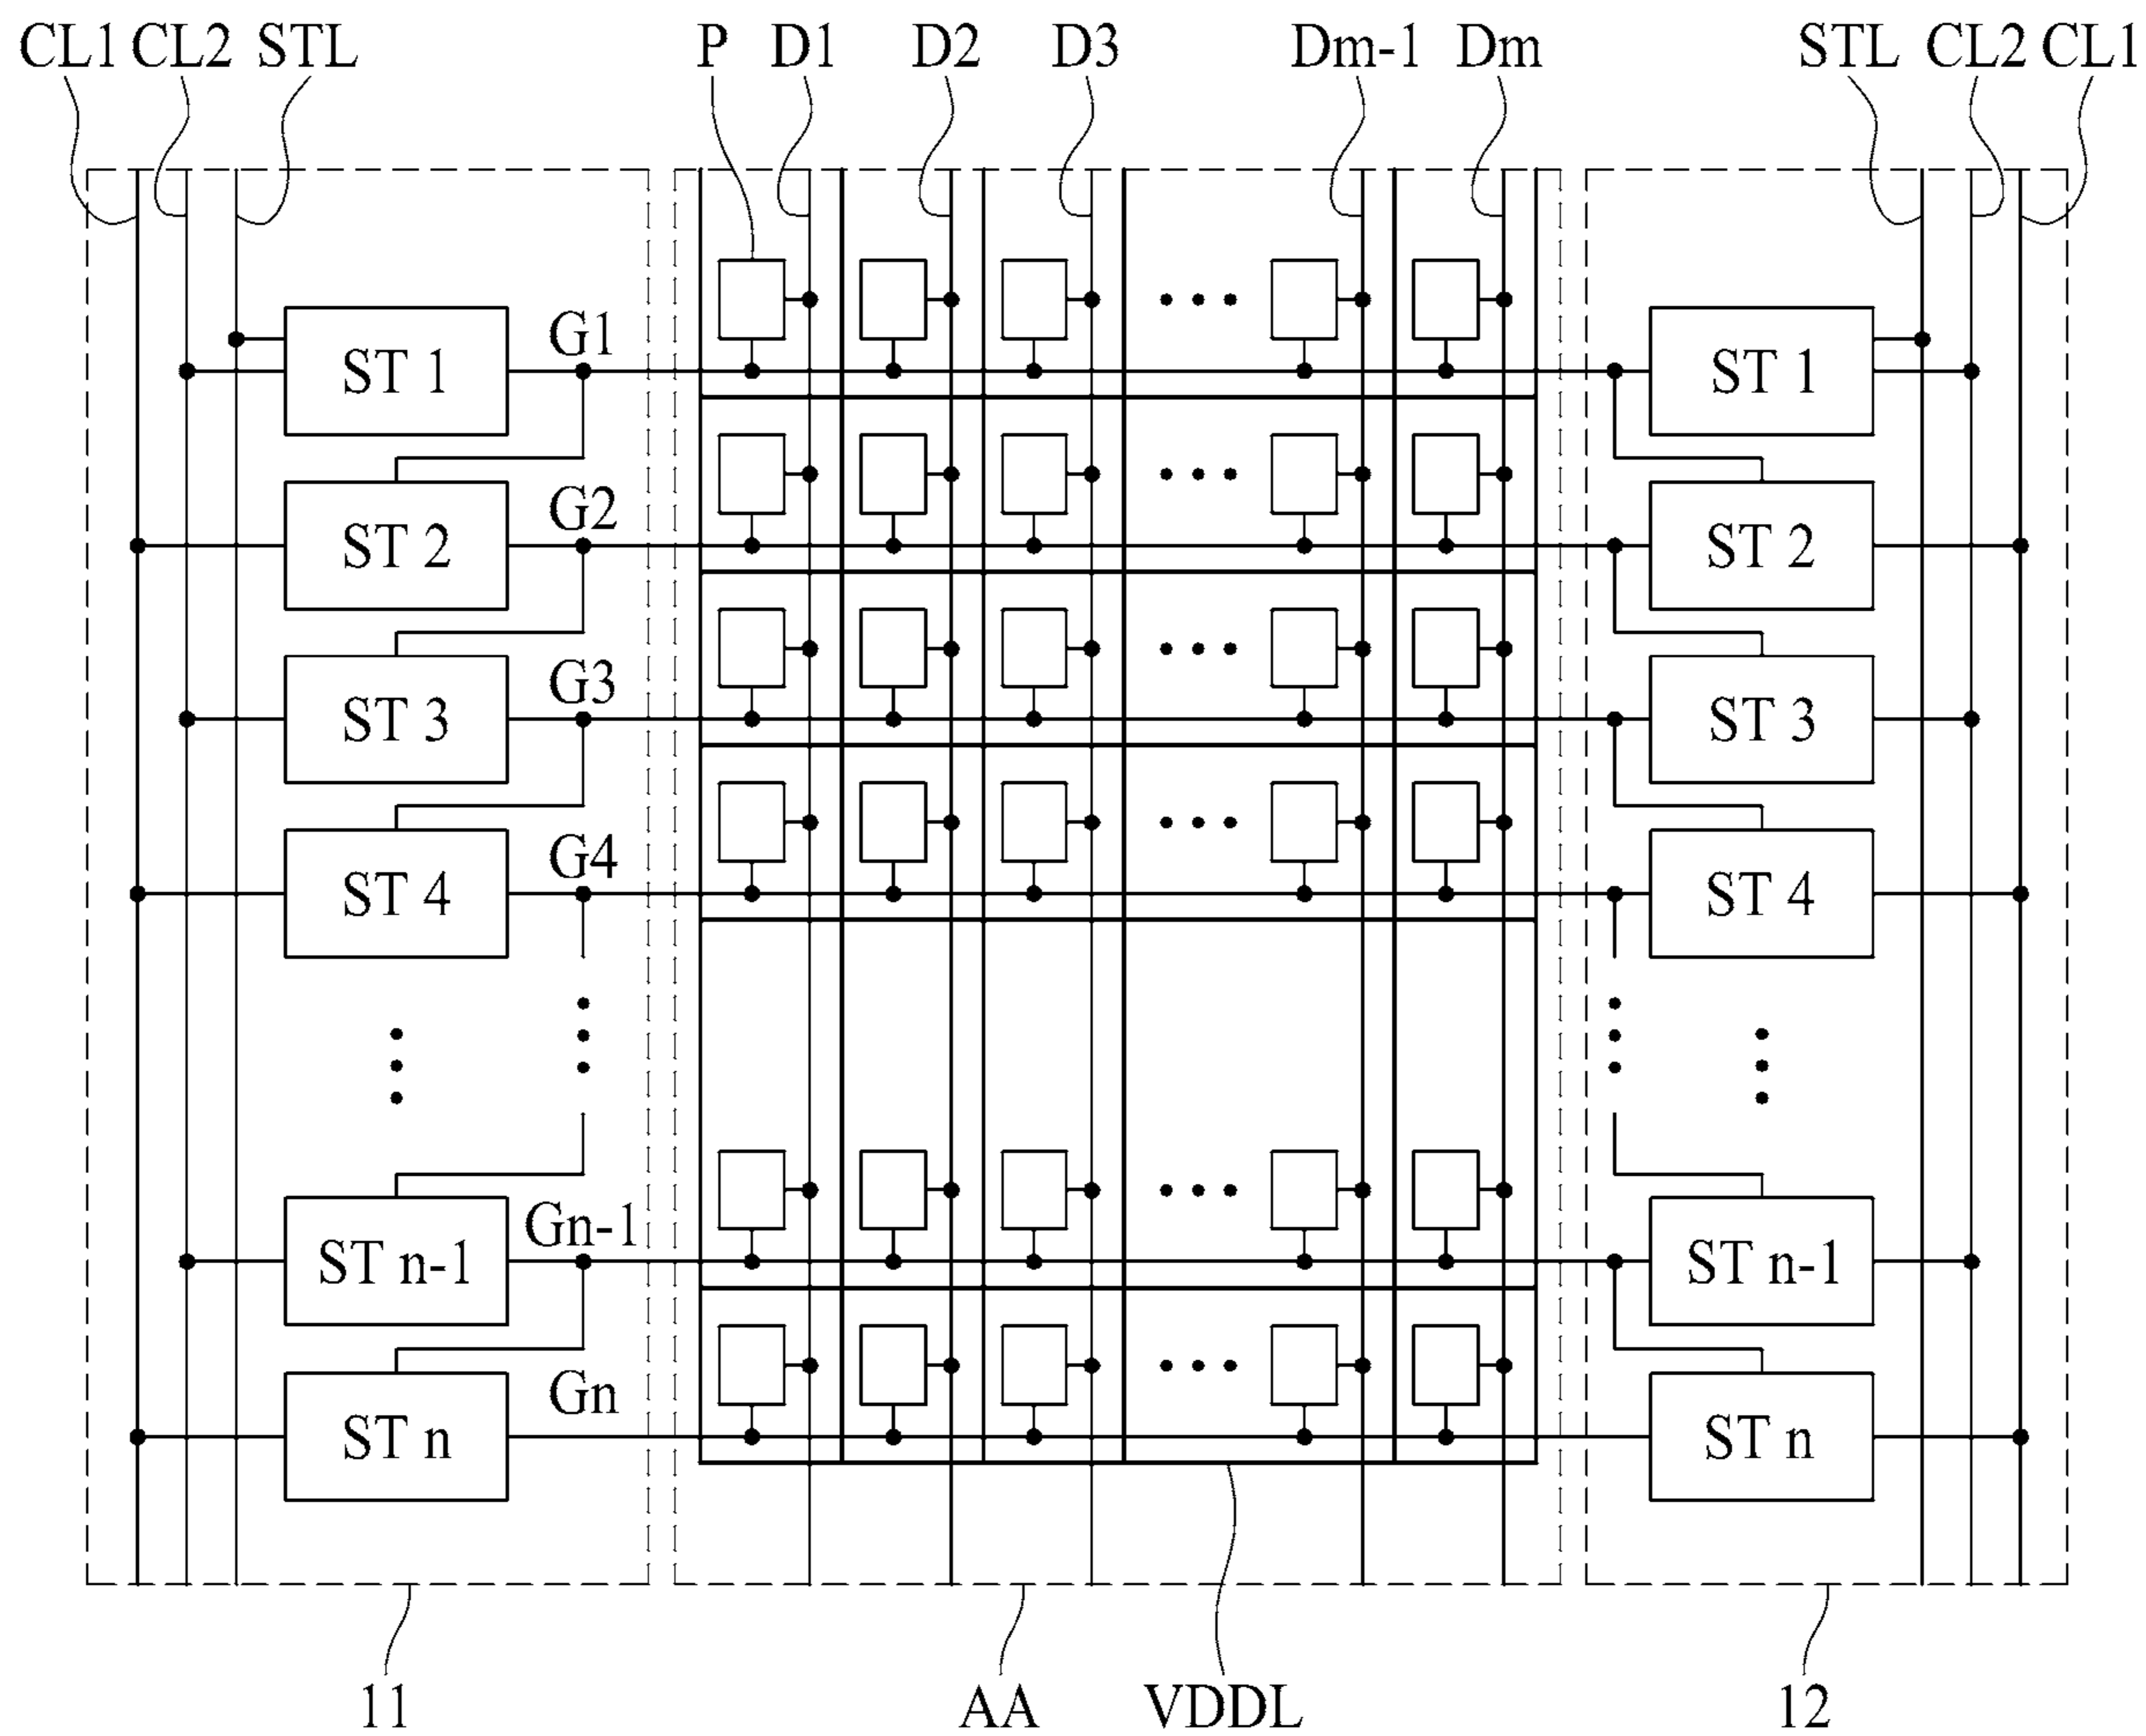 CL1 CL2 STL P D1 D2 D3 Dm-1 Dm STL CL2 CL1
ST 1 G1 ST 1
ST 2 G2 ST 2
ST 3 G3 ST 3
ST 4 G4 ST 4
ST n-1 Gn-1 ST n-1
ST n Gn ST n
11 AA VDDL 12